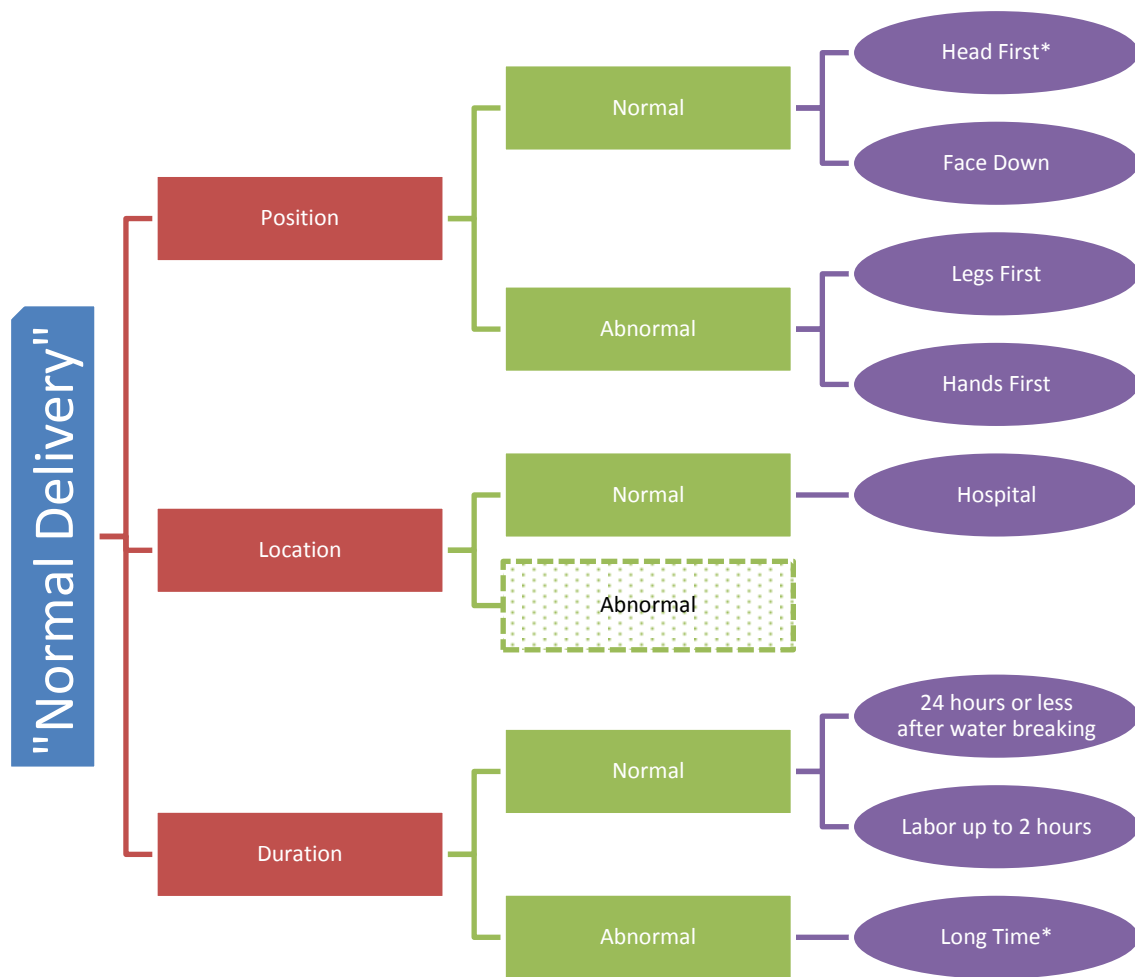 "Normal Delivery"
Position
Normal
Head First*
Face Down
Abnormal
Legs First
Hands First
Location
Normal
Hospital
Abnormal
Duration
Normal
24 hours or less
after water breaking
Labor up to 2 hours
Abnormal
Long Time*